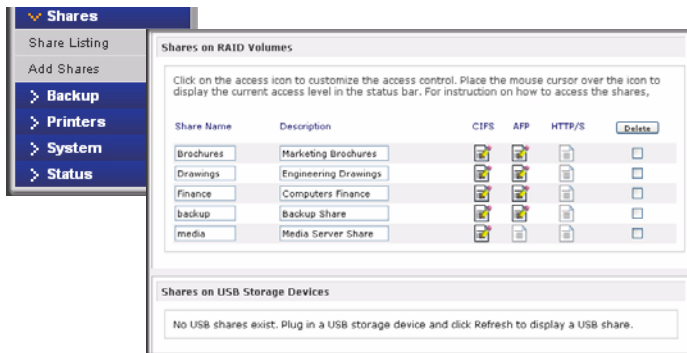 Shares
Share Listing
Add Shares
Backup
Printers
System
Status
Shares on RAID Volumes
Click on the access icon to customize the access control. Place the mouse cursor over the icon to
display the current access level in the status bar. For instruction on how to access the shares,
Share Name Description CIFS AFP HTTP/S Delete
Brochures Marketing Brochures
Drawings Engineering Drawings
Finance Computers Finance
backup Backup Share
media Media Server Share
Shares on USB Storage Devices
No USB shares exist. Plug in a USB storage device and click Refresh to display a USB share.